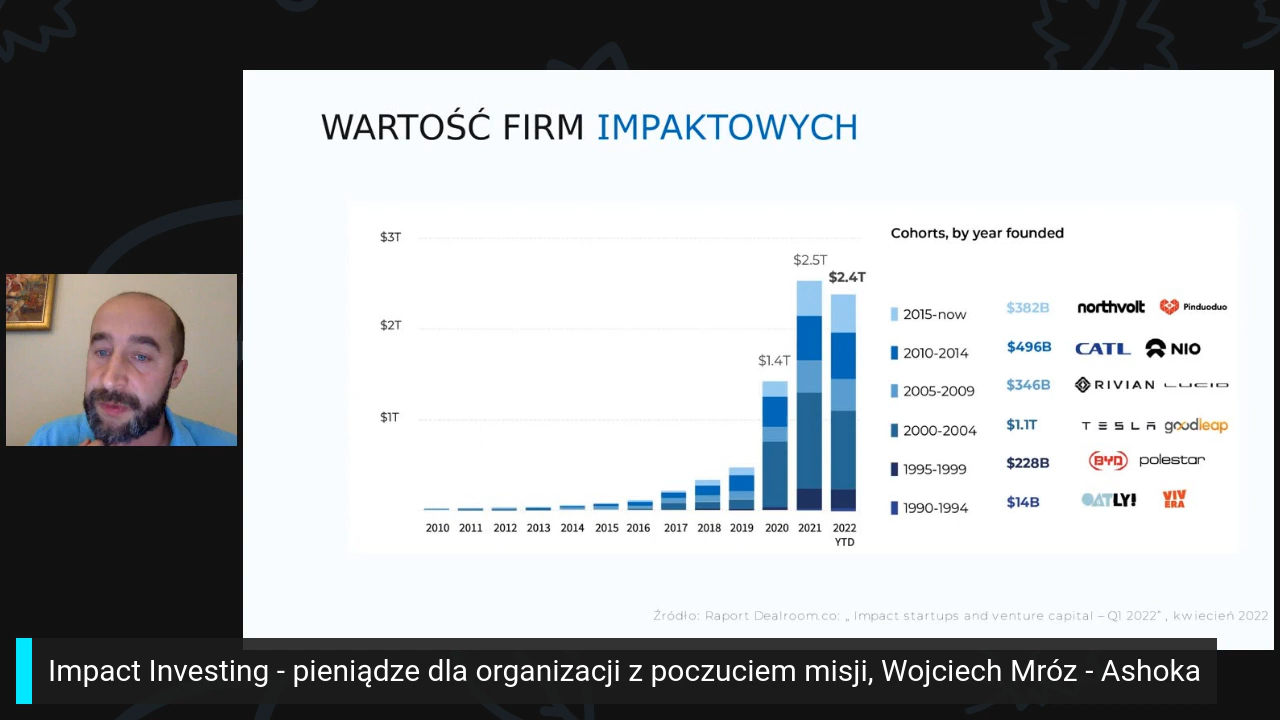 WARTOŚĆ FIRM IMPAKTOWYCH
$3T
$2T
$1T
$1.4T
$2.5T
$2.4T
2010 2011 2012 2013 2014 2015 2016 2017 2018 2019 2020 2021 2022
YTD
Cohorts, by year founded
2015-now $382B northvolt Pinduoduo
2010-2014 $496B CATL NIO
2005-2009 $346B RIVIAN LUCID
2000-2004 $1.1T TESLA goodleap
1995-1999 $228B BYD polestar
1990-1994 $14B OATLY! VIVERA
Źródło: Raport Dealroom.co: „ Impact startups and venture capital – Q1 2022” , kwiecień 2022
Impact Investing - pieniądze dla organizacji z poczuciem misji, Wojciech Mróz - Ashoka